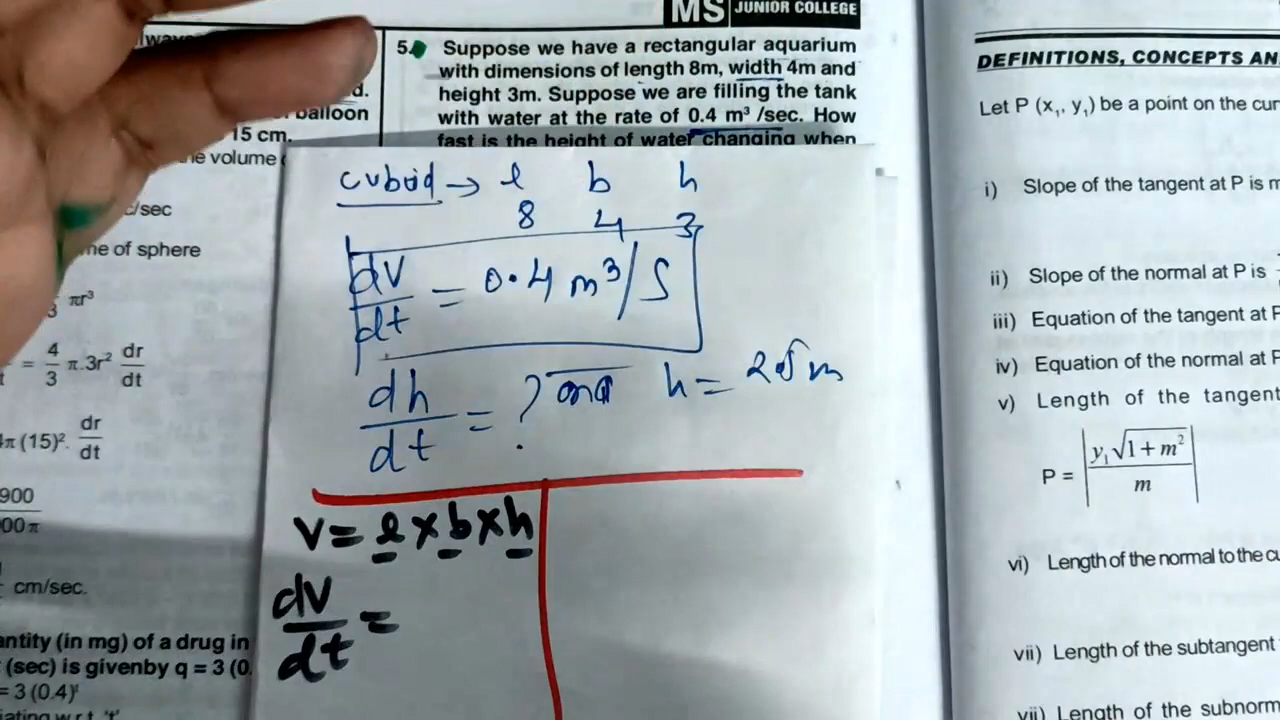 MS JUNIOR COLLEGE
5. Suppose we have a rectangular aquarium
with dimensions of length 8m, width 4m and
height 3m. Suppose we are filling the tank
with water at the rate of 0.4 m³ /sec. How
fast is the height of water changing when
d.
balloon
15 cm.
volume
c/sec
me of sphere
πr³
= 4/3 π.3r² dr/dt
π (15)². dr/dt
900
00π
cm/sec.
antity (in mg) of a drug in
(sec) is givenby q = 3 (0.
= 3 (0.4)ᵗ
iating w.r.t. 't'
cuboid → l b h
8 4 3
dV/dt = 0.4 m³/S
dh/dt = ? h = 2.5 m
V = l × b × h
dV/dt =
DEFINITIONS, CONCEPTS AN
Let P (x₁, y₁) be a point on the cur
i) Slope of the tangent at P is m
ii) Slope of the normal at P is
iii) Equation of the tangent at P
iv) Equation of the normal at P
v) Length of the tangent
P = |y₁√(1 + m²)/m|
vi) Length of the normal to the cu
vii) Length of the subtangent
vii) Length of the subnorm